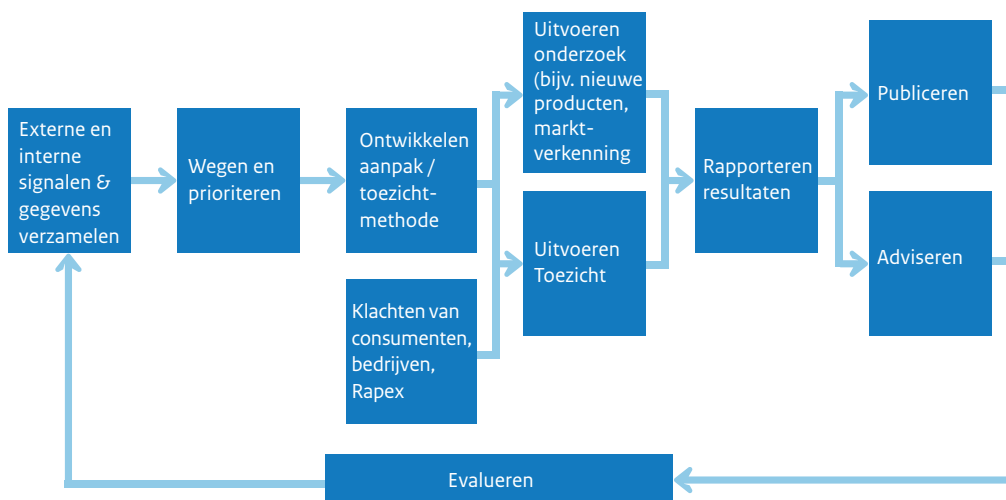 Externe en
interne
signalen &
gegevens
verzamelen
Wegen en
prioriteren
Ontwikkelen
aanpak /
toezicht-
methode
Klachten van
consumenten,
bedrijven,
Rapex
Uitvoeren
onderzoek
(bijv. nieuwe
producten,
markt-
verkenning
Uitvoeren
Toezicht
Rapporteren
resultaten
Publiceren
Adviseren
Evalueren